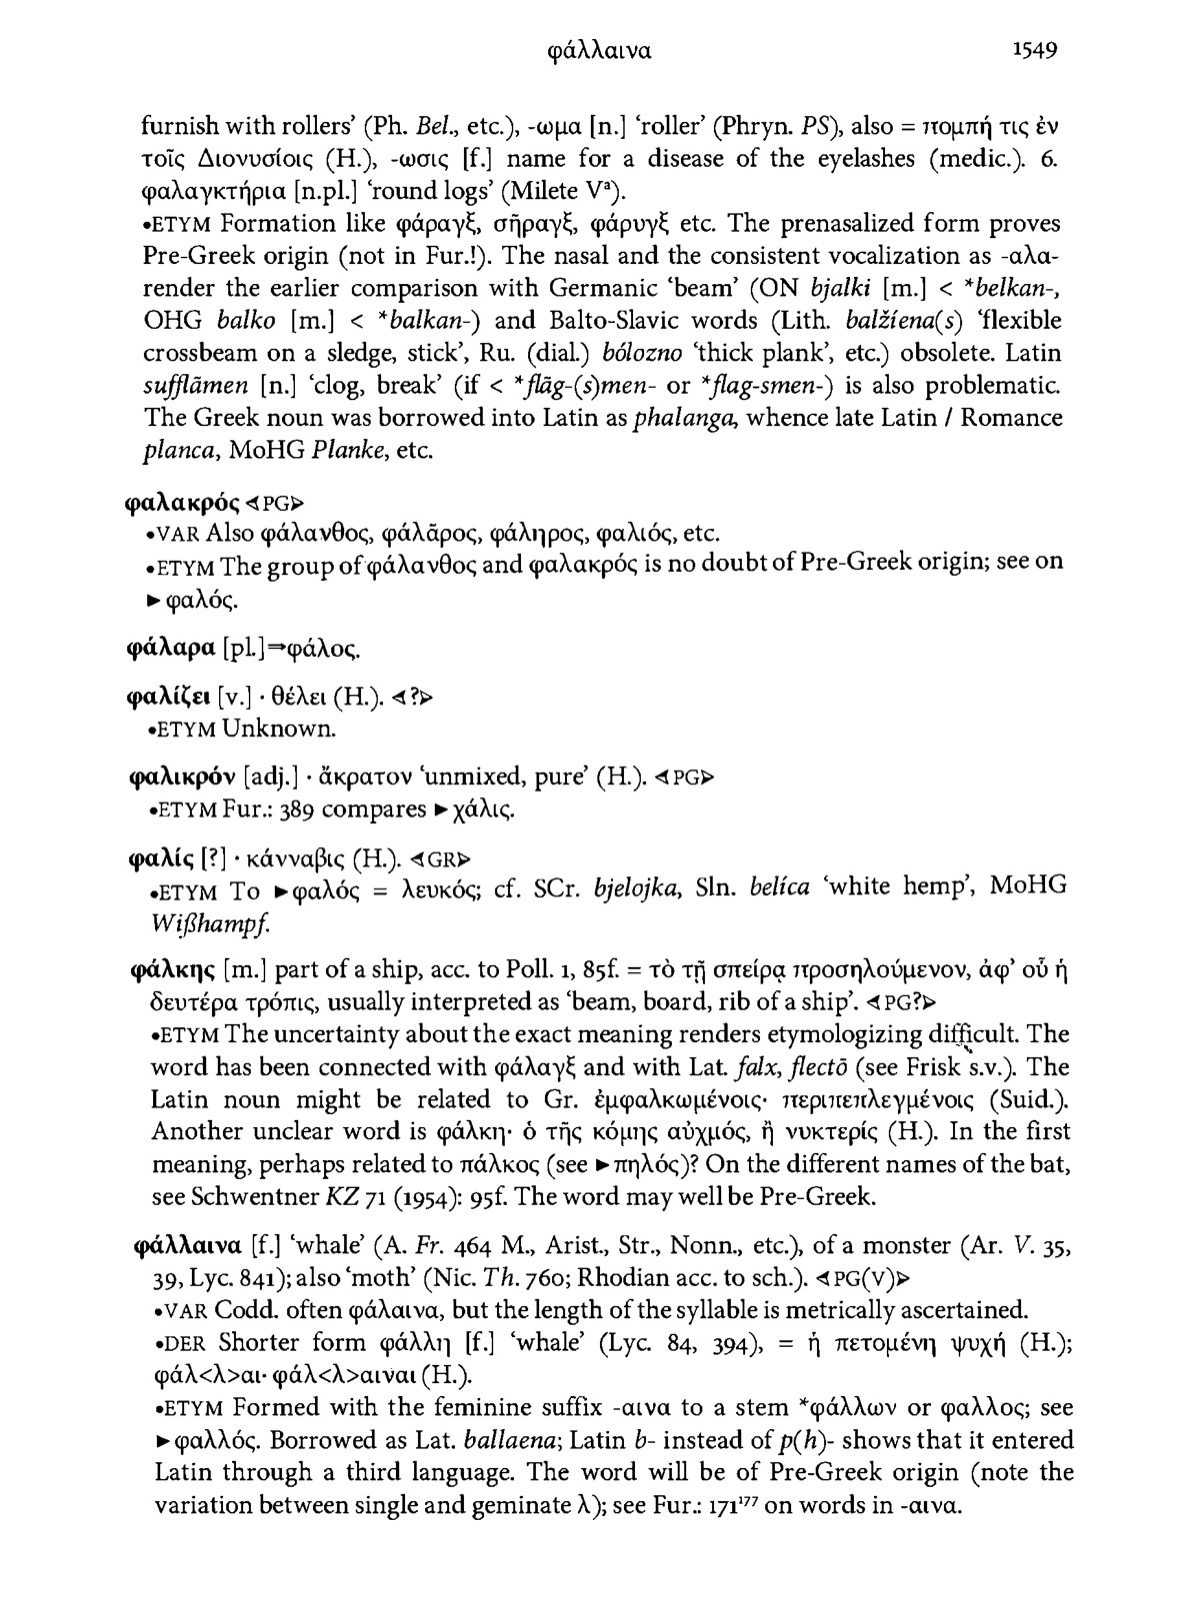 φάλλαινα 1549
furnish with rollers’ (Ph. Bel., etc.), -ωμα [n.] ‘roller’ (Phryn. PS), also = πομπή τις ἐν
τοῖς Διονυσίοις (H.), -ωσις [f.] name for a disease of the eyelashes (medic.). 6.
φαλαγκτήρια [n.pl.] ‘round logs’ (Milete Vᵃ).
•ETYM Formation like φάραγξ, σῆραγξ, φάρυγξ etc. The prenasalized form proves
Pre-Greek origin (not in Fur.!). The nasal and the consistent vocalization as -αλα-
render the earlier comparison with Germanic ‘beam’ (ON bjalki [m.] < *belkan-,
OHG balko [m.] < *balkan-) and Balto-Slavic words (Lith. balžíena(s) ‘flexible
crossbeam on a sledge, stick’, Ru. (dial.) bólozno ‘thick plank’, etc.) obsolete. Latin
sufflāmen [n.] ‘clog, break’ (if < *flāg-(s)men- or *flag-smen-) is also problematic.
The Greek noun was borrowed into Latin as phalanga, whence late Latin / Romance
planca, MoHG Planke, etc.
φαλακρός ⊲PG⊳
•VAR Also φάλανθος, φάλᾱρος, φάληρος, φαλιός, etc.
•ETYM The group of φάλανθος and φαλακρός is no doubt of Pre-Greek origin; see on
►φαλός.
φάλαρα [pl.]⇒φάλος.
φαλίζει [v.] · θέλει (H.). ⊲?⊳
•ETYM Unknown.
φαλικρόν [adj.] · ἄκρατον ‘unmixed, pure’ (H.). ⊲PG⊳
•ETYM Fur.: 389 compares ►χάλις.
φαλίς [?] · κάνναβις (H.). ⊲GR⊳
•ETYM To ►φαλός = λευκός; cf. SCr. bjelojka, Sln. belíca ‘white hemp’, MoHG
Wißhampf.
φάλκης [m.] part of a ship, acc. to Poll. 1, 85f. = τὸ τῇ σπείρᾳ προσηλούμενον, ἀφ’ οὗ ἡ
δευτέρα τρόπις, usually interpreted as ‘beam, board, rib of a ship’. ⊲PG?⊳
•ETYM The uncertainty about the exact meaning renders etymologizing difficult. The
word has been connected with φάλαγξ and with Lat. falx, flectō (see Frisk s.v.). The
Latin noun might be related to Gr. ἐμφαλκωμένοις· περιπεπλεγμένοις (Suid.).
Another unclear word is φάλκη· ὁ τῆς κόμης αὐχμός, ἢ νυκτερίς (H.). In the first
meaning, perhaps related to πάλκος (see ►πηλός)? On the different names of the bat,
see Schwentner KZ 71 (1954): 95f. The word may well be Pre-Greek.
φάλλαινα [f.] ‘whale’ (A. Fr. 464 M., Arist., Str., Nonn., etc.), of a monster (Ar. V. 35,
39, Lyc. 841); also ‘moth’ (Nic. Th. 760; Rhodian acc. to sch.). ⊲PG(V)⊳
•VAR Codd. often φάλαινα, but the length of the syllable is metrically ascertained.
•DER Shorter form φάλλη [f.] ‘whale’ (Lyc. 84, 394), = ἡ πετομένη ψυχή (H.);
φάλ<λ>αι· φάλ<λ>αιναι (H.).
•ETYM Formed with the feminine suffix -αινα to a stem *φάλλων or φαλλος; see
►φαλλός. Borrowed as Lat. ballaena; Latin b- instead of p(h)- shows that it entered
Latin through a third language. The word will be of Pre-Greek origin (note the
variation between single and geminate λ); see Fur.: 171¹⁷⁷ on words in -αινα.